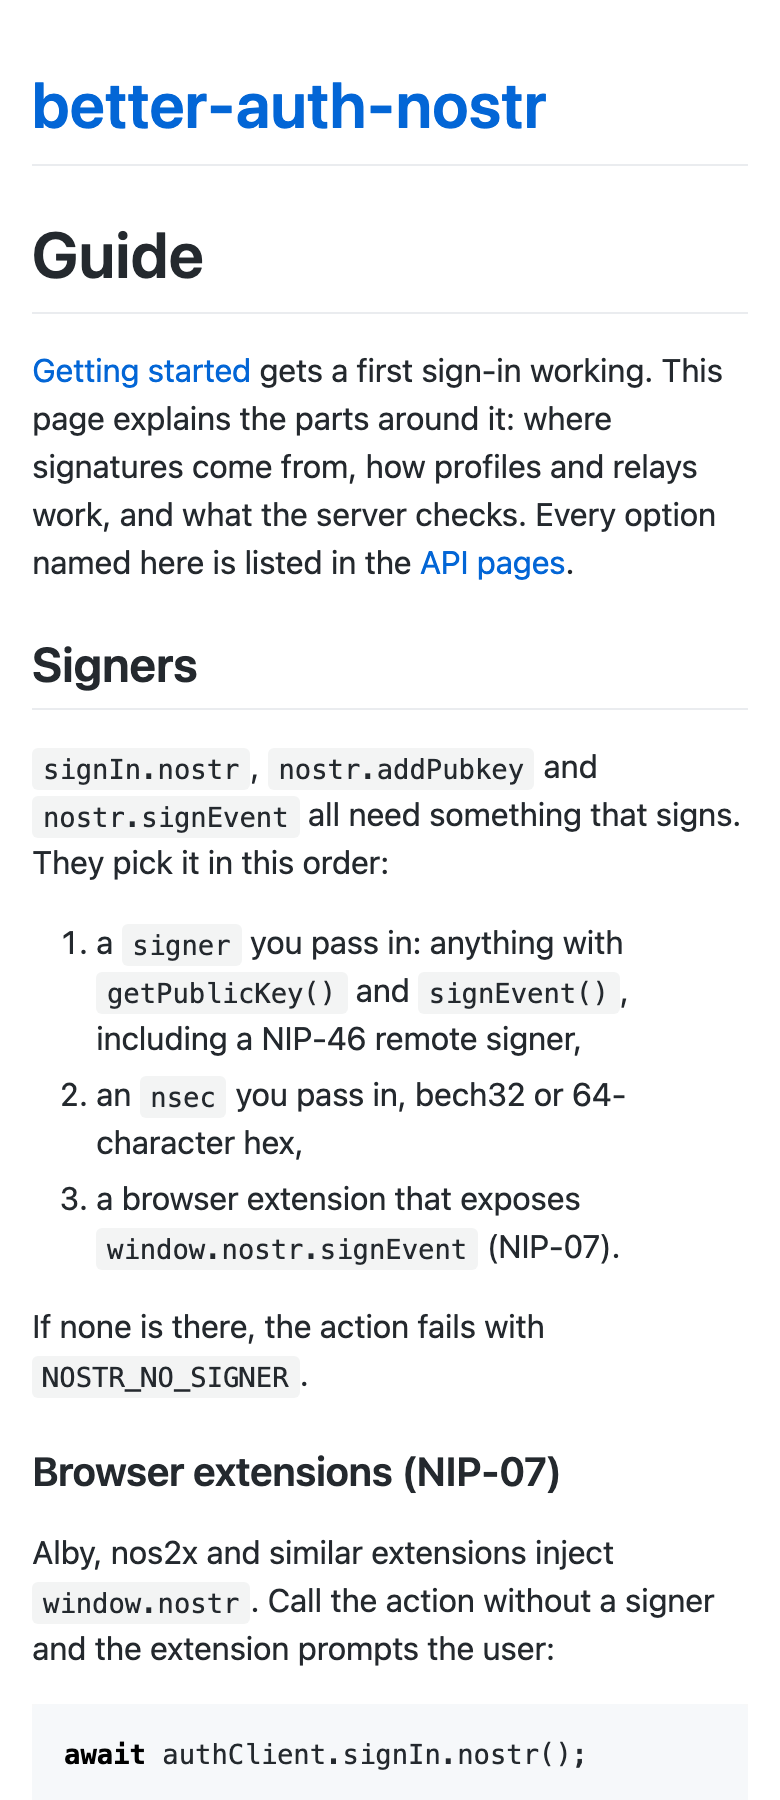 better-auth-nostr
Guide
Getting started gets a first sign-in working. This
page explains the parts around it: where
signatures come from, how profiles and relays
work, and what the server checks. Every option
named here is listed in the API pages.
Signers
signIn.nostr, nostr.addPubkey and
nostr.signEvent all need something that signs.
They pick it in this order:
1. a signer you pass in: anything with
getPublicKey() and signEvent(),
including a NIP-46 remote signer,
2. an nsec you pass in, bech32 or 64-
character hex,
3. a browser extension that exposes
window.nostr.signEvent (NIP-07).
If none is there, the action fails with
NOSTR_NO_SIGNER.
Browser extensions (NIP-07)
Alby, nos2x and similar extensions inject
window.nostr. Call the action without a signer
and the extension prompts the user:
await authClient.signIn.nostr();